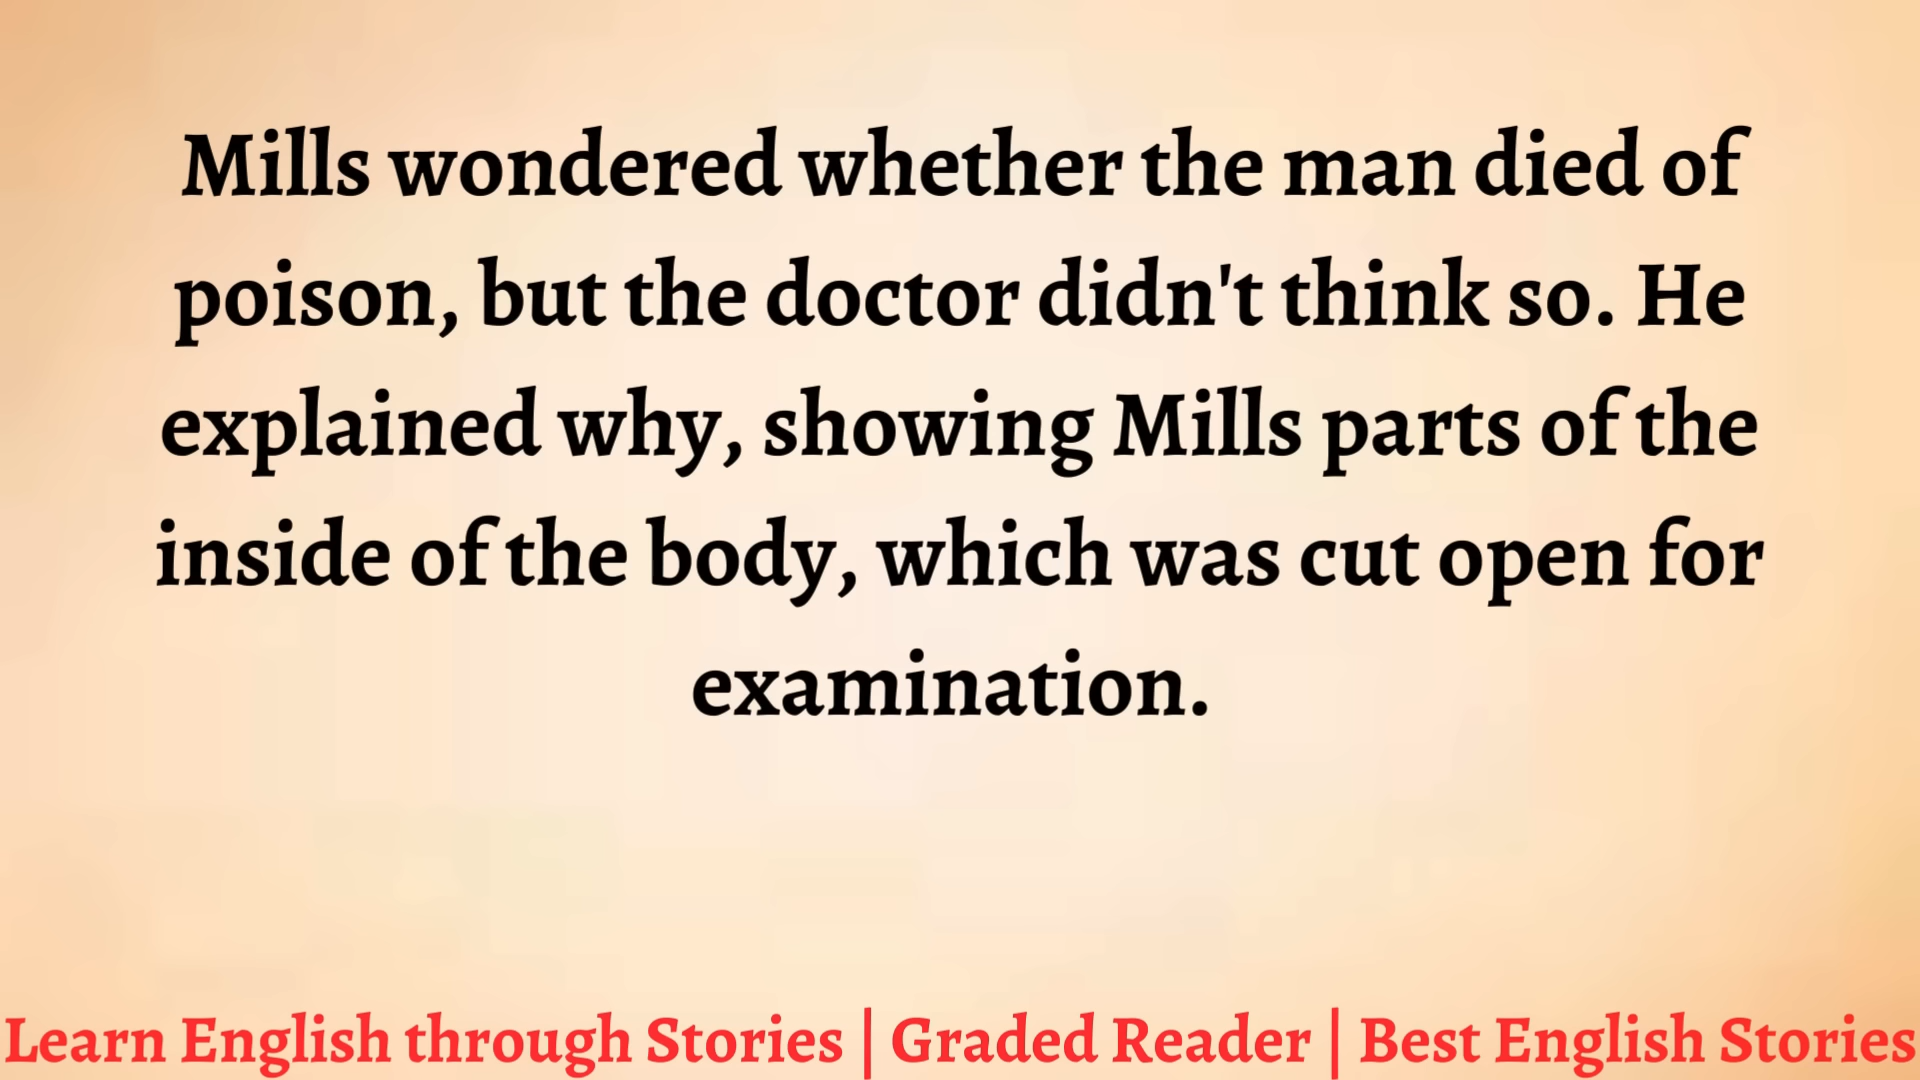 Mills wondered whether the man died of
poison, but the doctor didn't think so. He
explained why, showing Mills parts of the
inside of the body, which was cut open for
examination.
Learn English through Stories | Graded Reader | Best English Stories